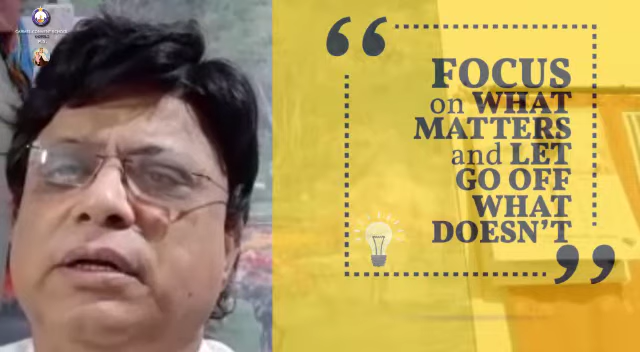 FOCUS
on WHAT
MATTERS
and LET
GO OFF
WHAT
DOESN'T